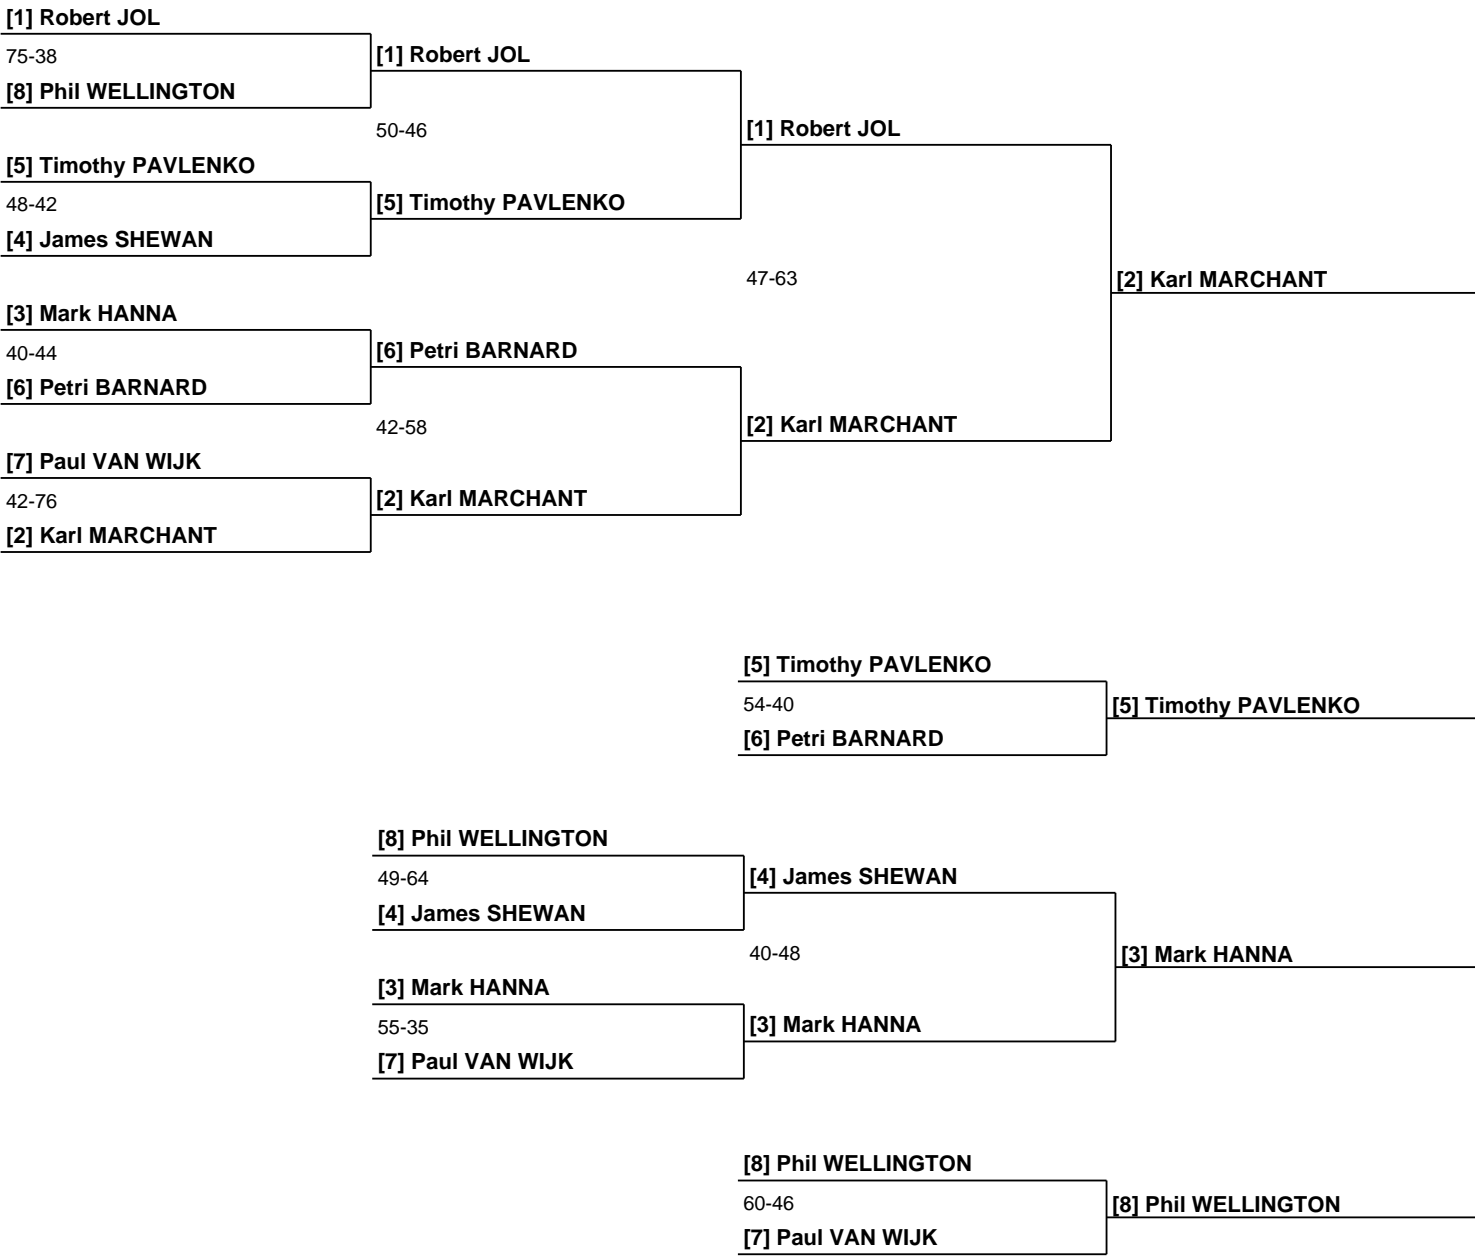 [1] Robert JOL
75-38
[1] Robert JOL
[8] Phil WELLINGTON
50-46
[1] Robert JOL
[5] Timothy PAVLENKO
48-42
[5] Timothy PAVLENKO
[4] James SHEWAN
47-63
[2] Karl MARCHANT
[3] Mark HANNA
40-44
[6] Petri BARNARD
[6] Petri BARNARD
42-58
[2] Karl MARCHANT
[7] Paul VAN WIJK
42-76
[2] Karl MARCHANT
[2] Karl MARCHANT
[5] Timothy PAVLENKO
54-40
[5] Timothy PAVLENKO
[6] Petri BARNARD
[8] Phil WELLINGTON
49-64
[4] James SHEWAN
[4] James SHEWAN
40-48
[3] Mark HANNA
[3] Mark HANNA
55-35
[3] Mark HANNA
[7] Paul VAN WIJK
[8] Phil WELLINGTON
60-46
[8] Phil WELLINGTON
[7] Paul VAN WIJK